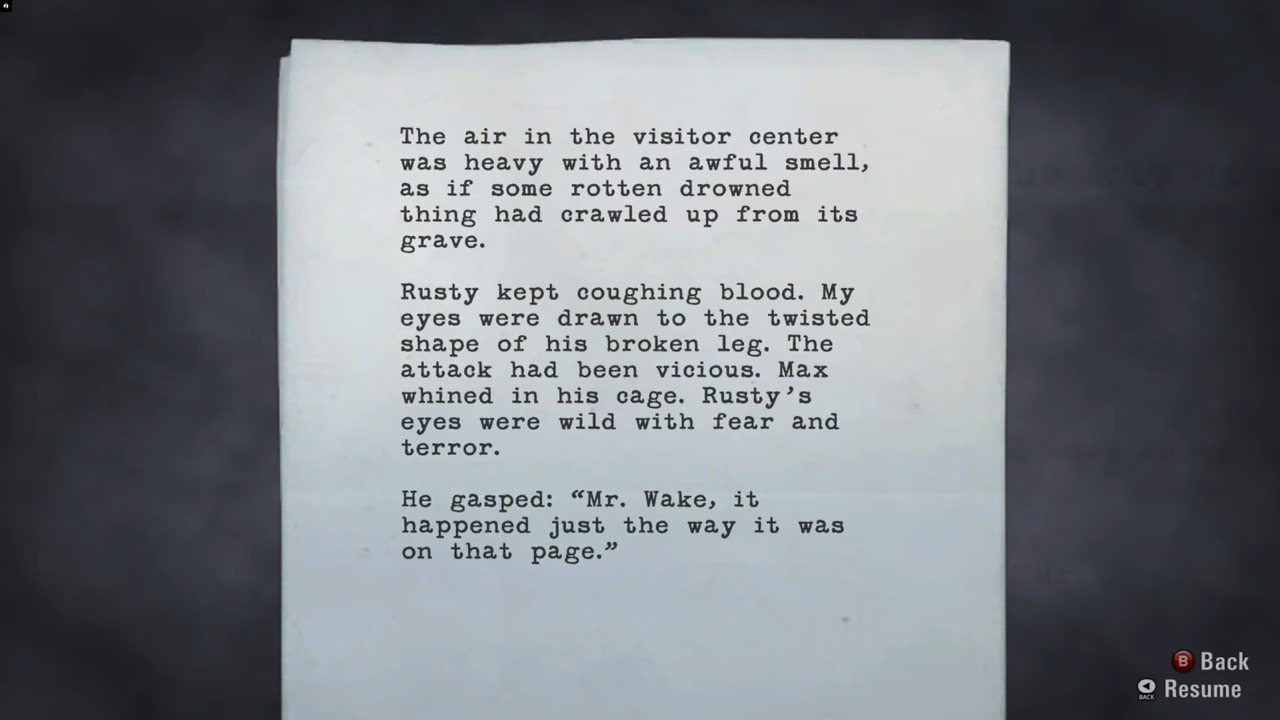 The air in the visitor center
was heavy with an awful smell,
as if some rotten drowned
thing had crawled up from its
grave.
Rusty kept coughing blood. My
eyes were drawn to the twisted
shape of his broken leg. The
attack had been vicious. Max
whined in his cage. Rusty’s
eyes were wild with fear and
terror.
He gasped: “Mr. Wake, it
happened just the way it was
on that page.”
B Back
BACK Resume